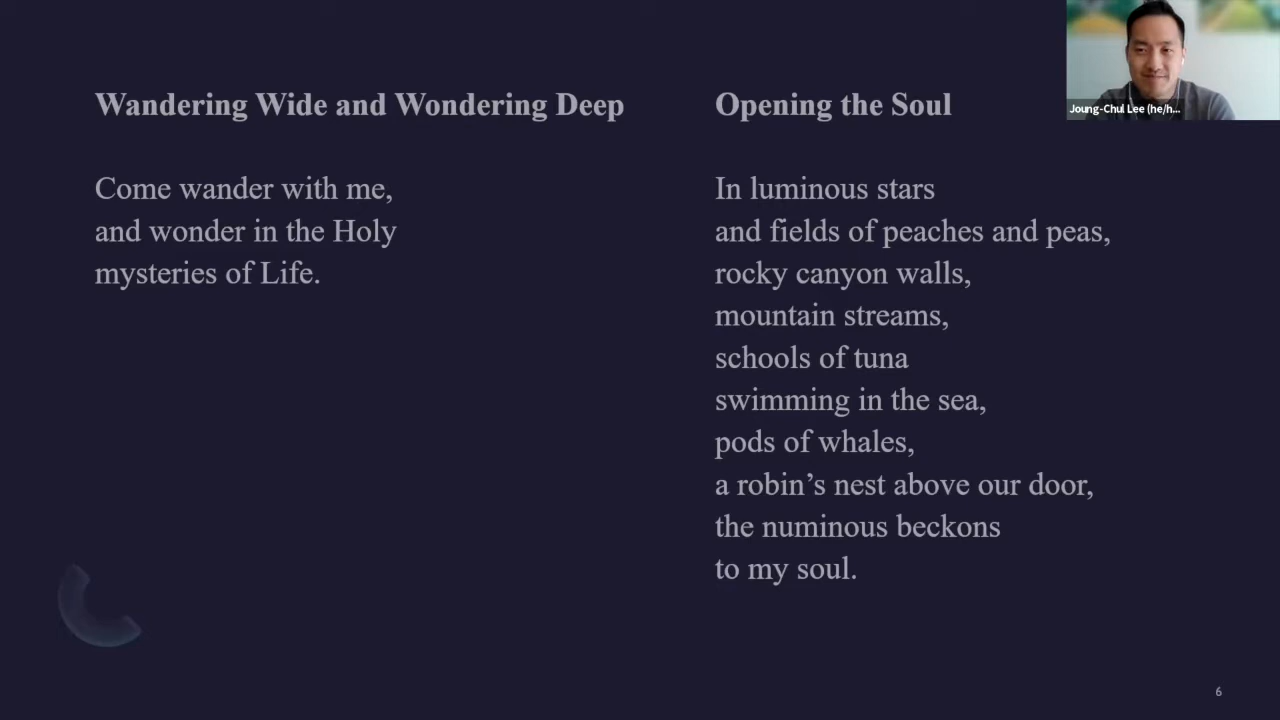 Wandering Wide and Wondering Deep
Come wander with me,
and wonder in the Holy
mysteries of Life.
Opening the Soul
In luminous stars
and fields of peaches and peas,
rocky canyon walls,
mountain streams,
schools of tuna
swimming in the sea,
pods of whales,
a robin’s nest above our door,
the numinous beckons
to my soul.
Joung-Chul Lee (he/h...
6